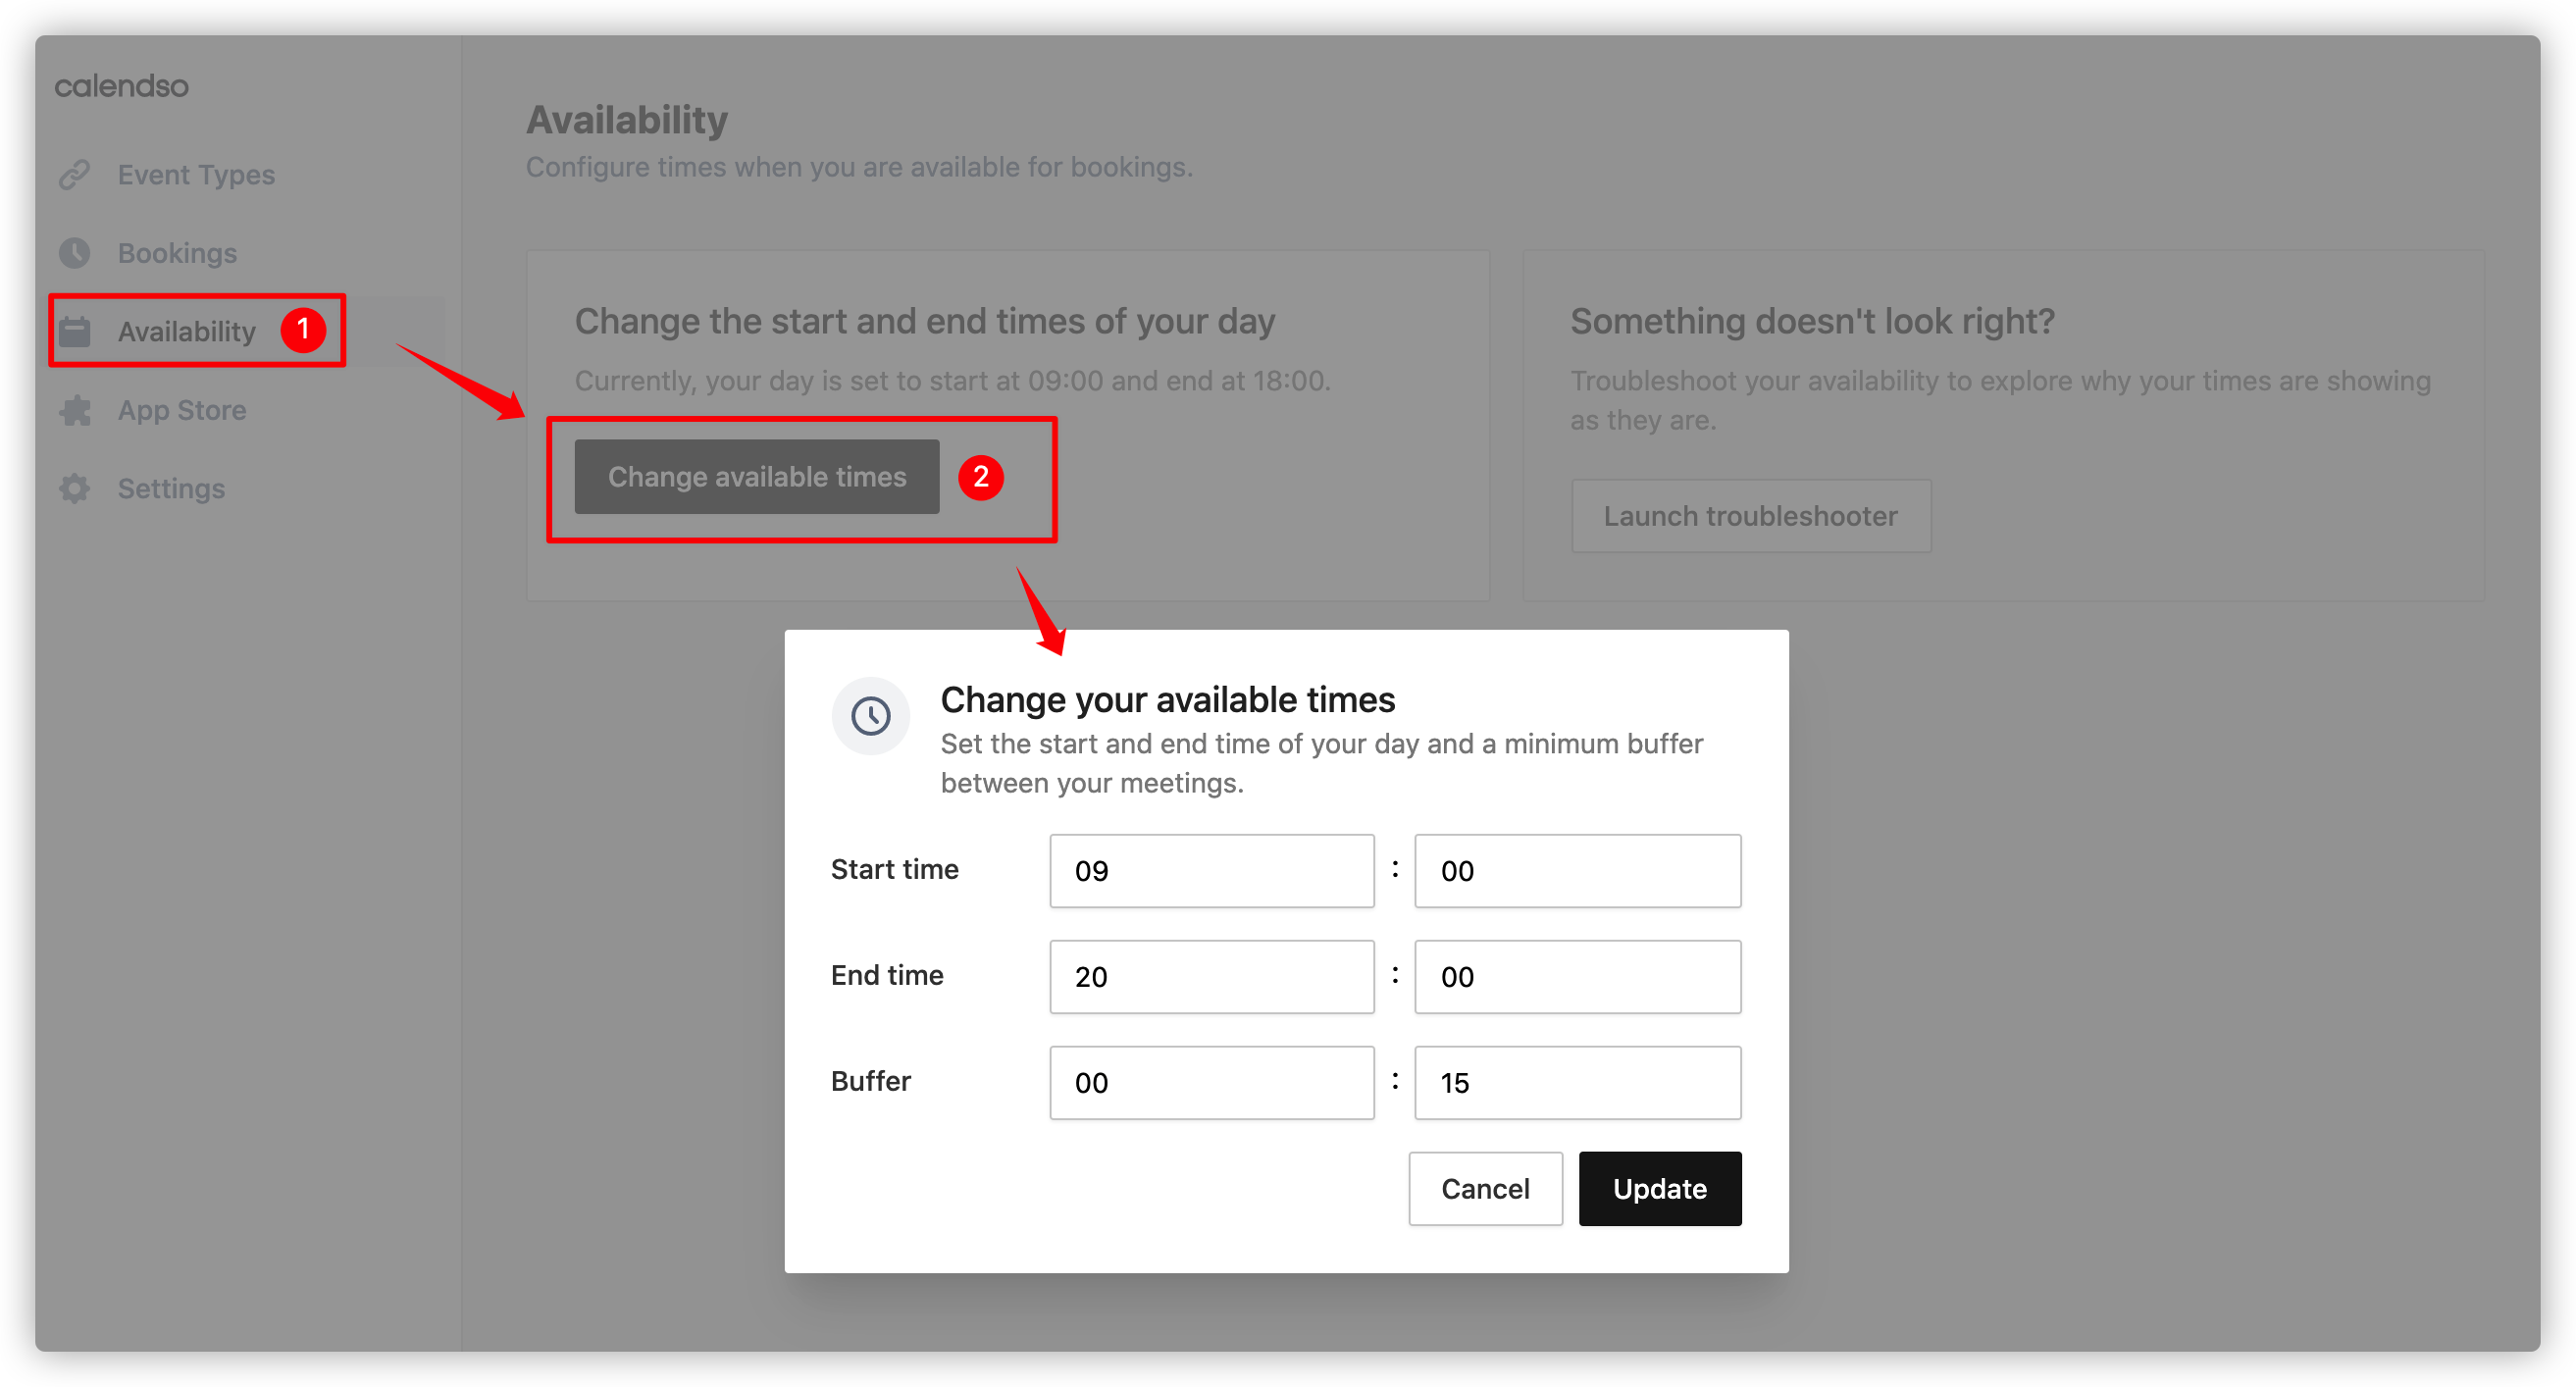 calendso
Event Types
Bookings
Availability 1
App Store
Settings
Availability
Configure times when you are available for bookings.
Change the start and end times of your day
Currently, your day is set to start at 09:00 and end at 18:00.
Change available times 2
Something doesn't look right?
Troubleshoot your availability to explore why your times are showing
as they are.
Launch troubleshooter
Change your available times
Set the start and end time of your day and a minimum buffer
between your meetings.
Start time 09 : 00
End time 20 : 00
Buffer 00 : 15
Cancel Update